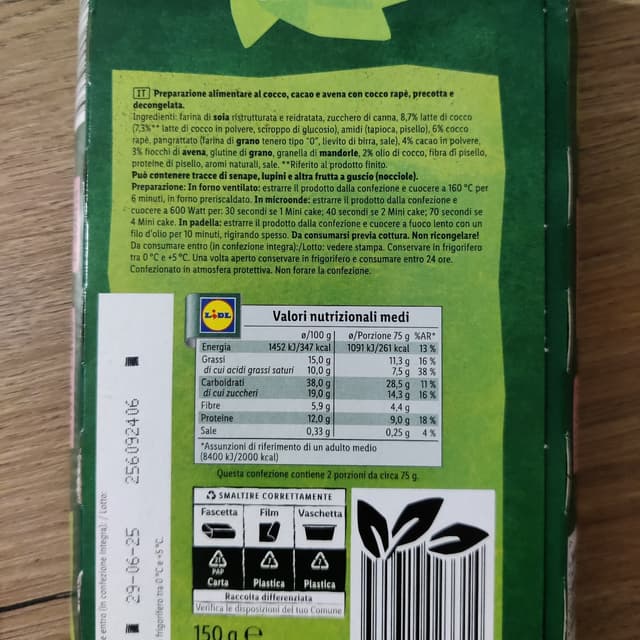 IT Preparazione alimentare al cocco, cacao e avena con cocco rapè, precotta e
decongelata.
Ingredienti: farina di soia ristrutturata e reidratata, zucchero di canna, 8,7% latte di cocco
(7,3%** latte di cocco in polvere, sciroppo di glucosio), amidi (tapioca, pisello), 6% cocco
rapè, pangrattato (farina di grano tenero tipo "0", lievito di birra, sale), 4% cacao in polvere,
3% fiocchi di avena, glutine di grano, granella di mandorle, 2% olio di cocco, fibra di pisello,
proteine di pisello, aromi naturali, sale. **Riferito al prodotto finito.
Può contenere tracce di senape, lupini e altra frutta a guscio (nocciole).
Preparazione: In forno ventilato: estrarre il prodotto dalla confezione e cuocere a 160 °C per
6 minuti, in forno preriscaldato. In microonde: estrarre il prodotto dalla confezione e
cuocere a 600 Watt per: 30 secondi se 1 Mini cake; 40 secondi se 2 Mini cake; 70 secondi se
4 Mini cake. In padella: estrarre il prodotto dalla confezione e cuocere a fuoco lento con un
filo d'olio per 10 minuti, rigirando spesso. Da consumarsi previa cottura. Non ricongelare!
Da consumare entro (in confezione integra):/Lotto: vedere stampa. Conservare in frigorifero
tra 0 °C e +5 °C. Una volta aperto conservare in frigorifero e consumare entro 24 ore.
Confezionato in atmosfera protettiva. Non forare la confezione.
LIDL
Valori nutrizionali medi
ø/100 g ø/Porzione 75 g %AR*
Energia 1452 kJ/347 kcal 1091 kJ/261 kcal 13 %
Grassi 15,0 g 11,3 g 16 %
di cui acidi grassi saturi 10,0 g 7,5 g 38 %
Carboidrati 38,0 g 28,5 g 11 %
di cui zuccheri 19,0 g 14,3 g 16 %
Fibre 5,9 g 4,4 g
Proteine 12,0 g 9,0 g 18 %
Sale 0,33 g 0,25 g 4 %
*Assunzioni di riferimento di un adulto medio
(8400 kJ/2000 kcal)
Questa confezione contiene 2 porzioni da circa 75 g.
SMALTIRE CORRETTAMENTE
Fascetta Film Vaschetta
PAP 7 7
Carta Plastica Plastica
Raccolta differenziata
Verifica le disposizioni del tuo Comune
150 g e
e entro (in confezione integra): / Lotto:
29-06-25 256092406
frigorifero tra 0 °C e +5 °C.